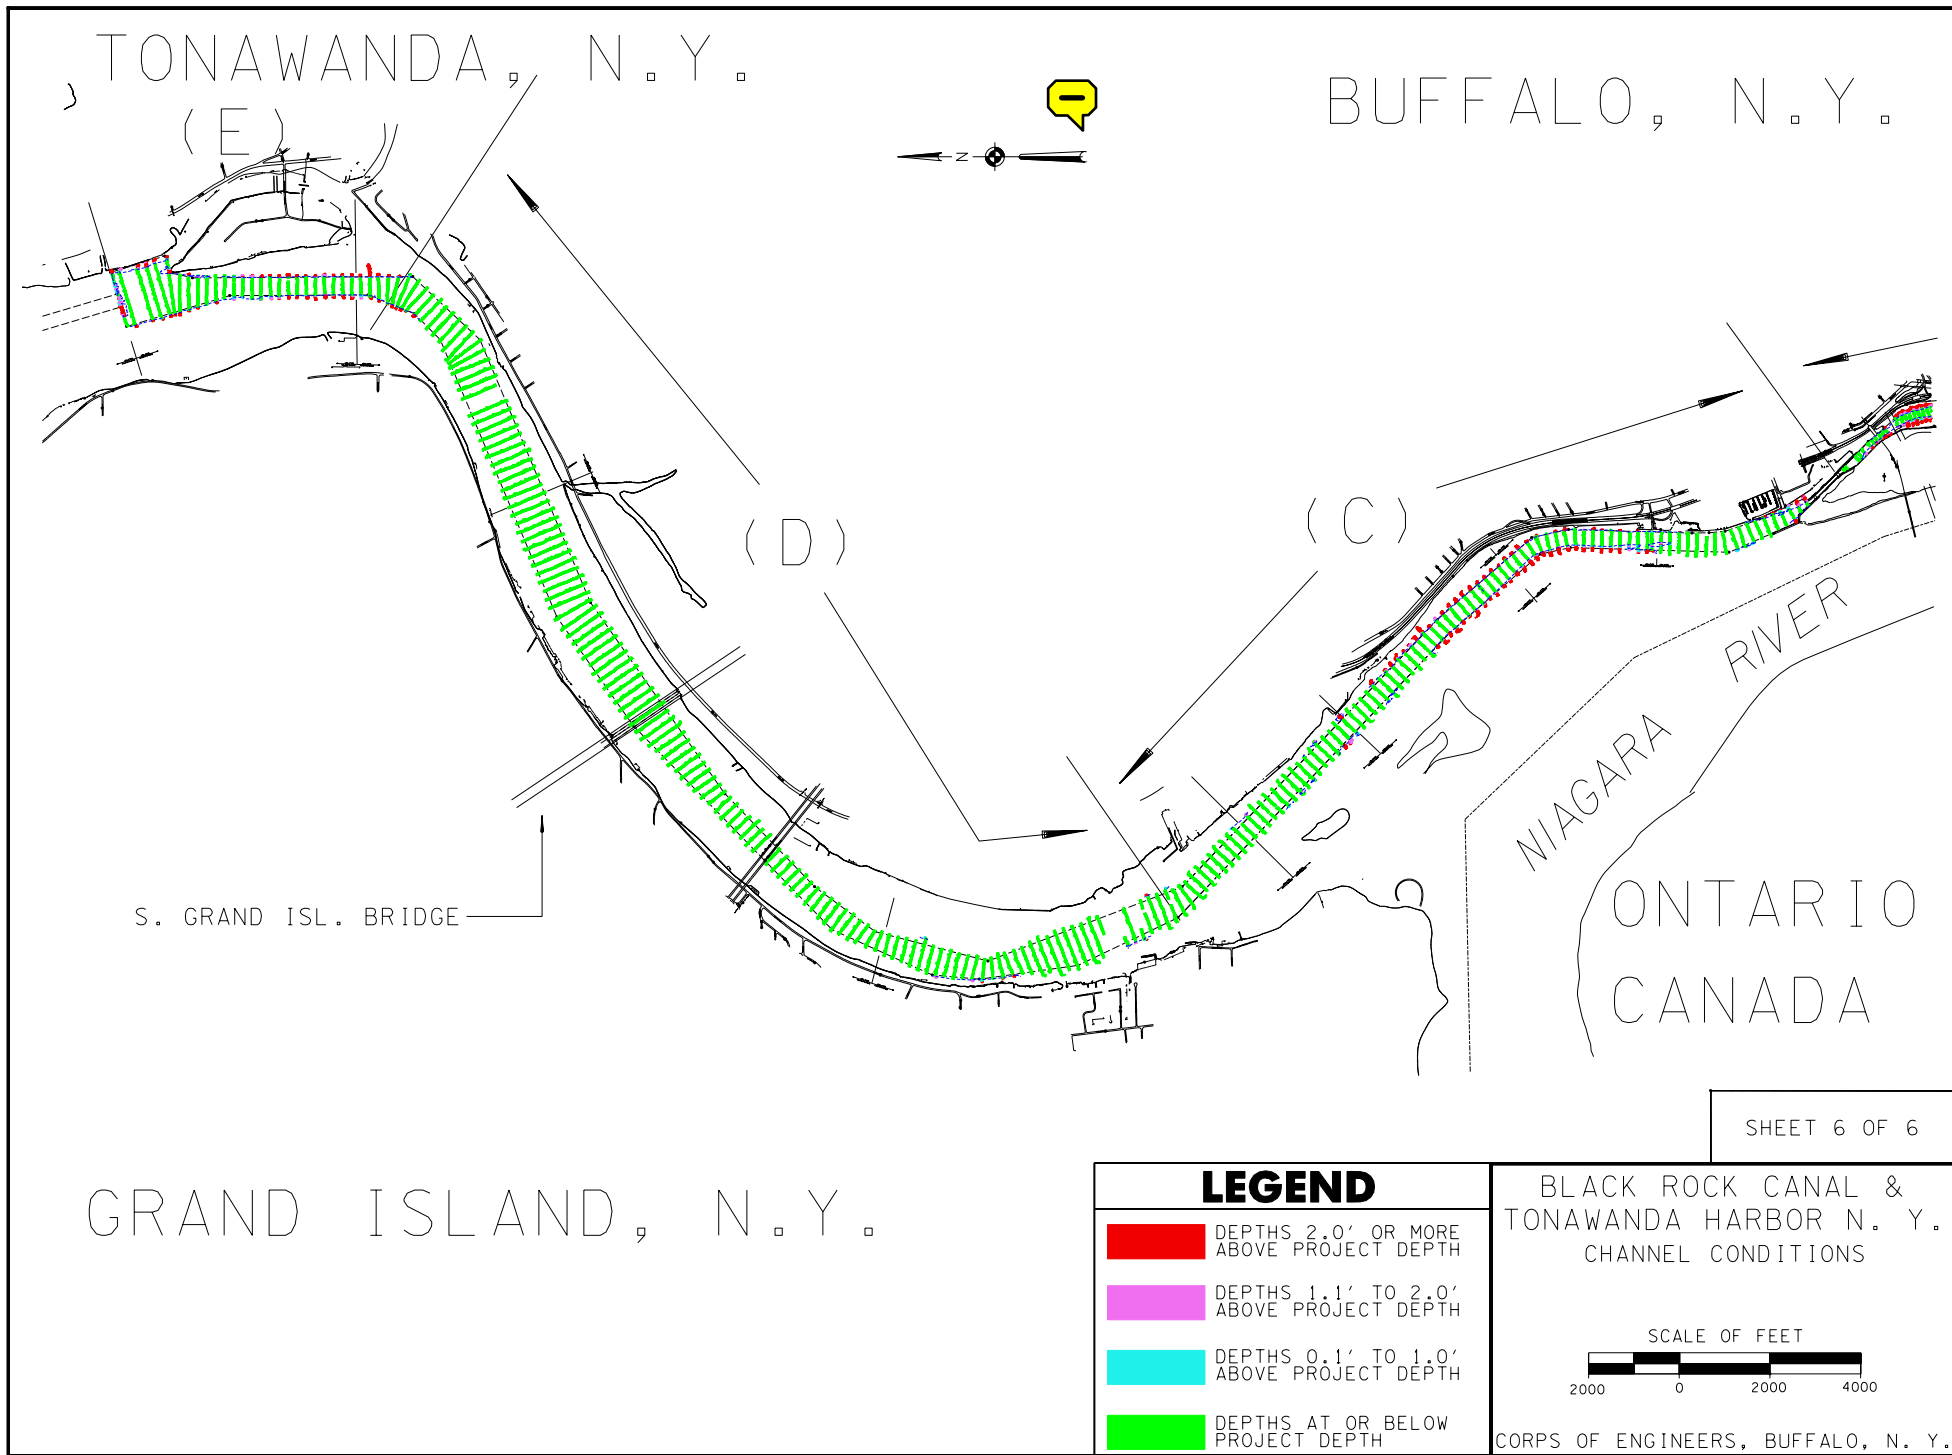 TONAWANDA, N.Y.
(E)
BUFFALO, N.Y.
N
(D)
(C)
NIAGARA RIVER
ONTARIO
CANADA
S. GRAND ISL. BRIDGE
GRAND ISLAND, N.Y.
SHEET 6 OF 6
LEGEND
DEPTHS 2.0' OR MORE
ABOVE PROJECT DEPTH
DEPTHS 1.1' TO 2.0'
ABOVE PROJECT DEPTH
DEPTHS 0.1' TO 1.0'
ABOVE PROJECT DEPTH
DEPTHS AT OR BELOW
PROJECT DEPTH
BLACK ROCK CANAL &
TONAWANDA HARBOR N. Y.
CHANNEL CONDITIONS
SCALE OF FEET
2000 0 2000 4000
CORPS OF ENGINEERS, BUFFALO, N. Y.